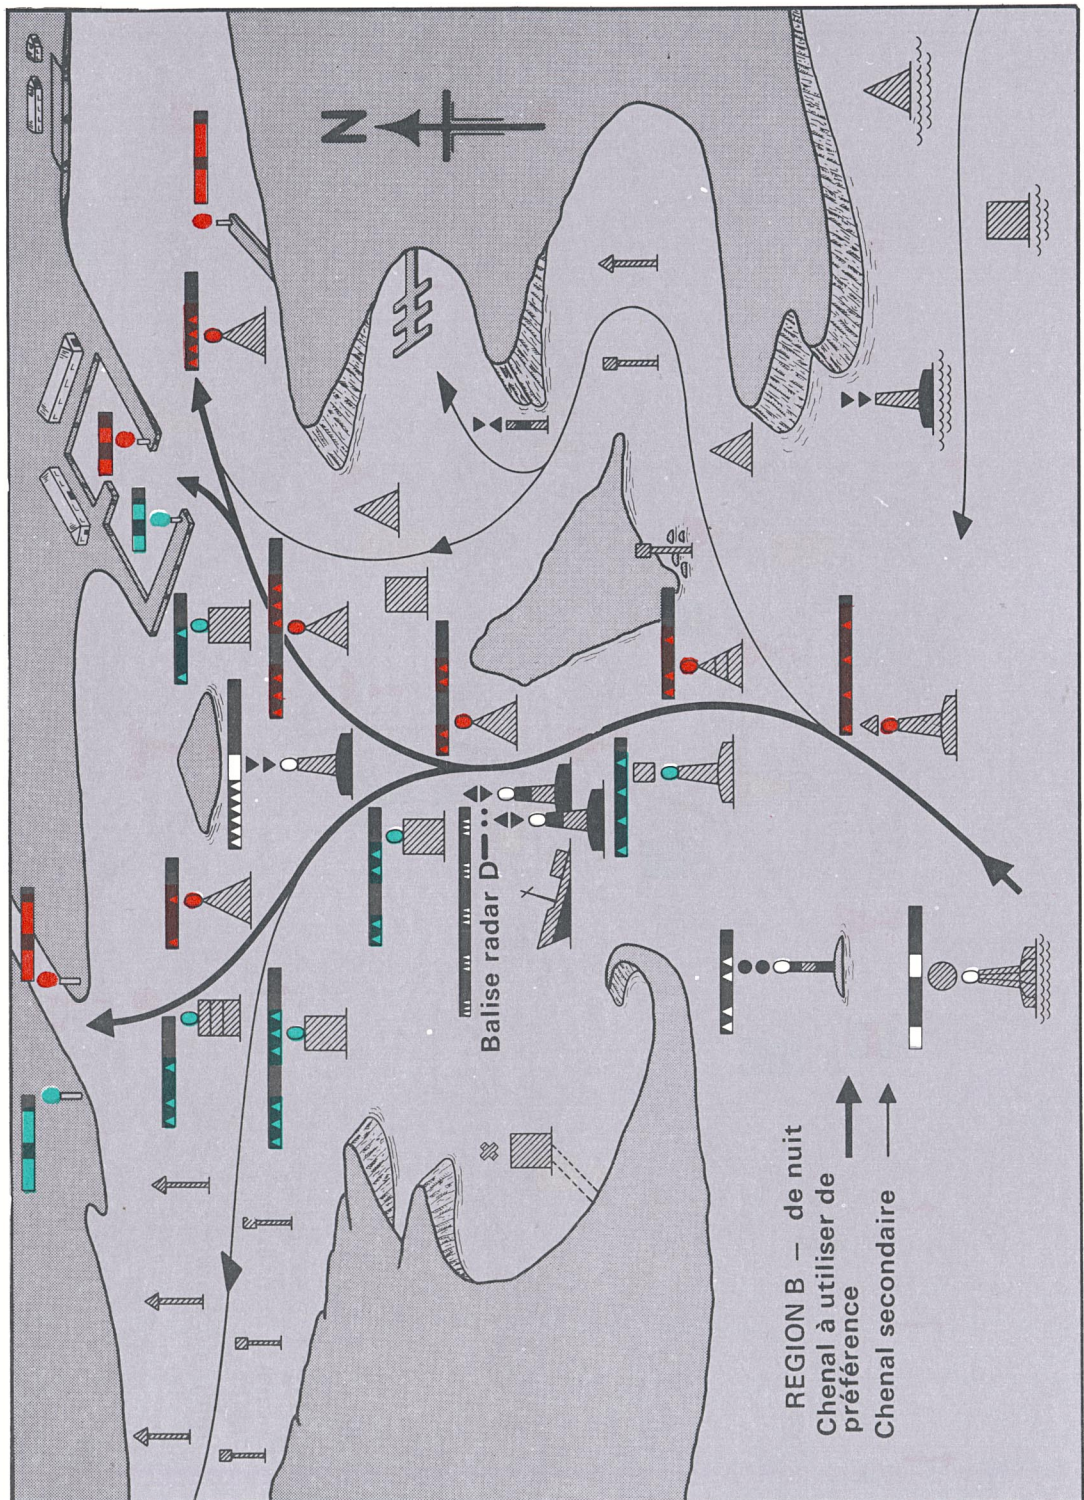 N
Balise radar D
REGION B – de nuit
Chenal à utiliser de
préférence
Chenal secondaire